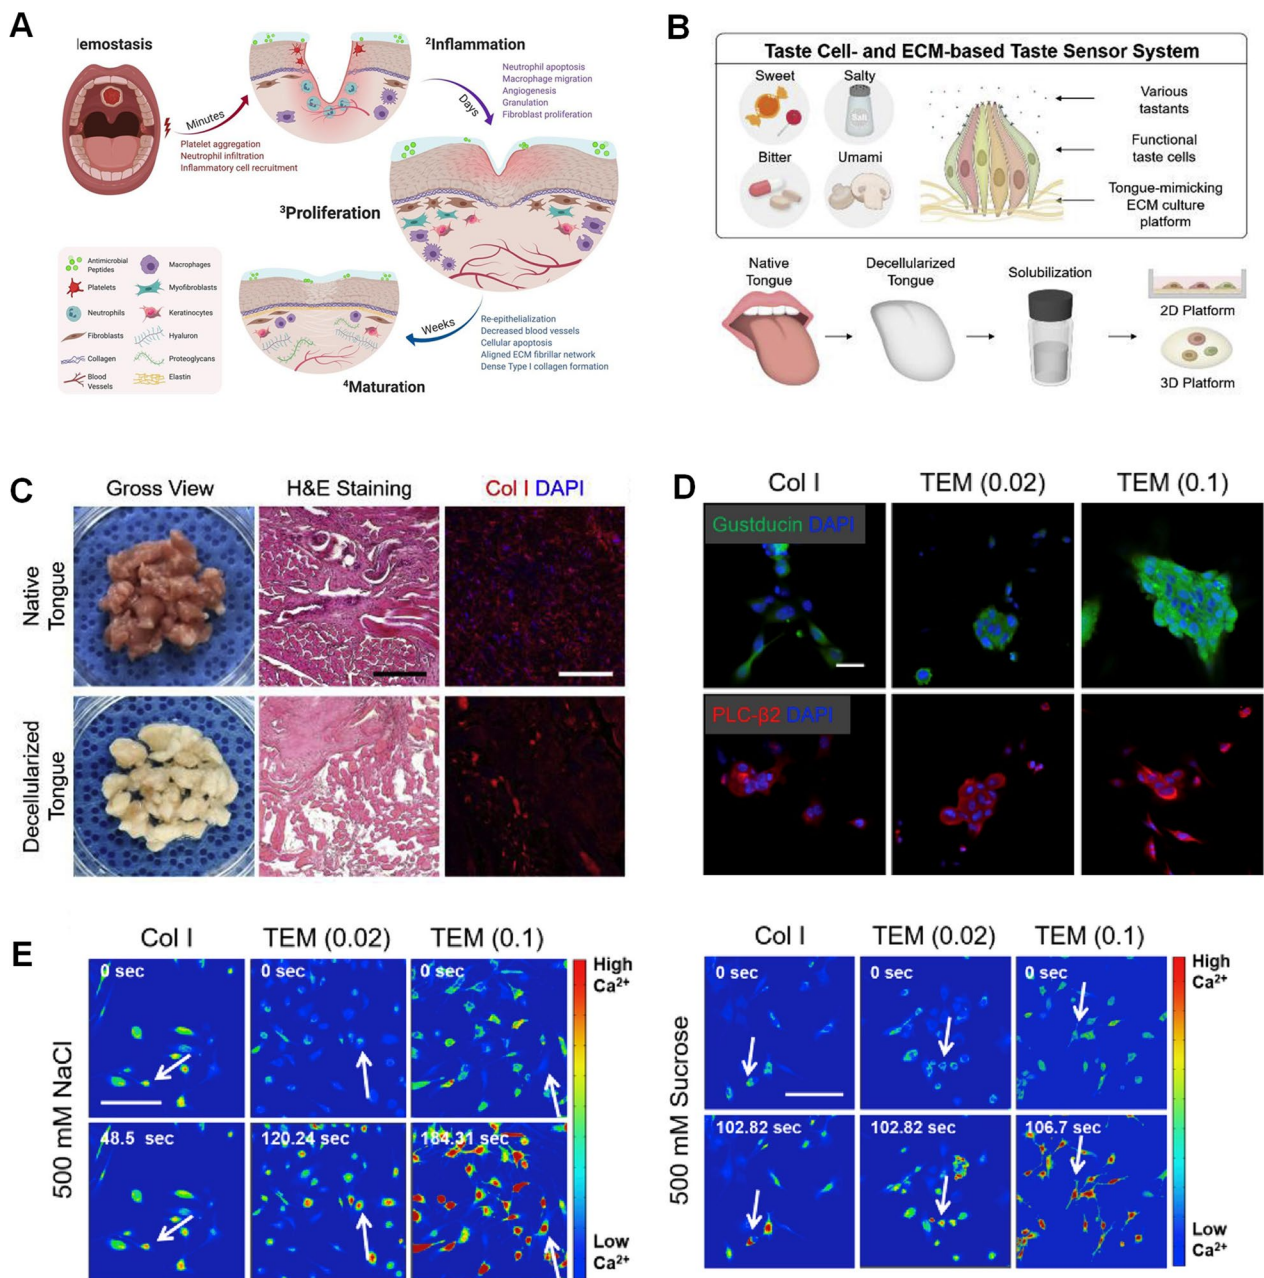 A
lemostasis
Minutes
Platelet aggregation
Neutrophil infiltration
Inflammatory cell recruitment
²Inflammation
Days
Neutrophil apoptosis
Macrophage migration
Angiogenesis
Granulation
Fibroblast proliferation
³Proliferation
Antimicrobial
Peptides
Macrophages
Platelets
Myofibroblasts
Neutrophils
Keratinocytes
Fibroblasts
Hyaluron
Collagen
Proteoglycans
Blood
Vessels
Elastin
Weeks
Re-epithelialization
Decreased blood vessels
Cellular apoptosis
Aligned ECM fibrillar network
Dense Type I collagen formation
⁴Maturation
B
Taste Cell- and ECM-based Taste Sensor System
Sweet
Salty
Salt
Bitter
Umami
Various
tastants
Functional
taste cells
Tongue-mimicking
ECM culture
platform
Native
Tongue
Decellularized
Tongue
Solubilization
2D Platform
3D Platform
C
Gross View
H&E Staining
Col I DAPI
Native
Tongue
Decellularized
Tongue
D
Col I
TEM (0.02)
TEM (0.1)
Gustducin DAPI
PLC-β2 DAPI
E
Col I
TEM (0.02)
TEM (0.1)
500 mM NaCl
0 sec
0 sec
0 sec
48.5 sec
120.24 sec
184.31 sec
High
Ca²⁺
Low
Ca²⁺
Col I
TEM (0.02)
TEM (0.1)
500 mM Sucrose
0 sec
0 sec
0 sec
102.82 sec
102.82 sec
106.7 sec
High
Ca²⁺
Low
Ca²⁺